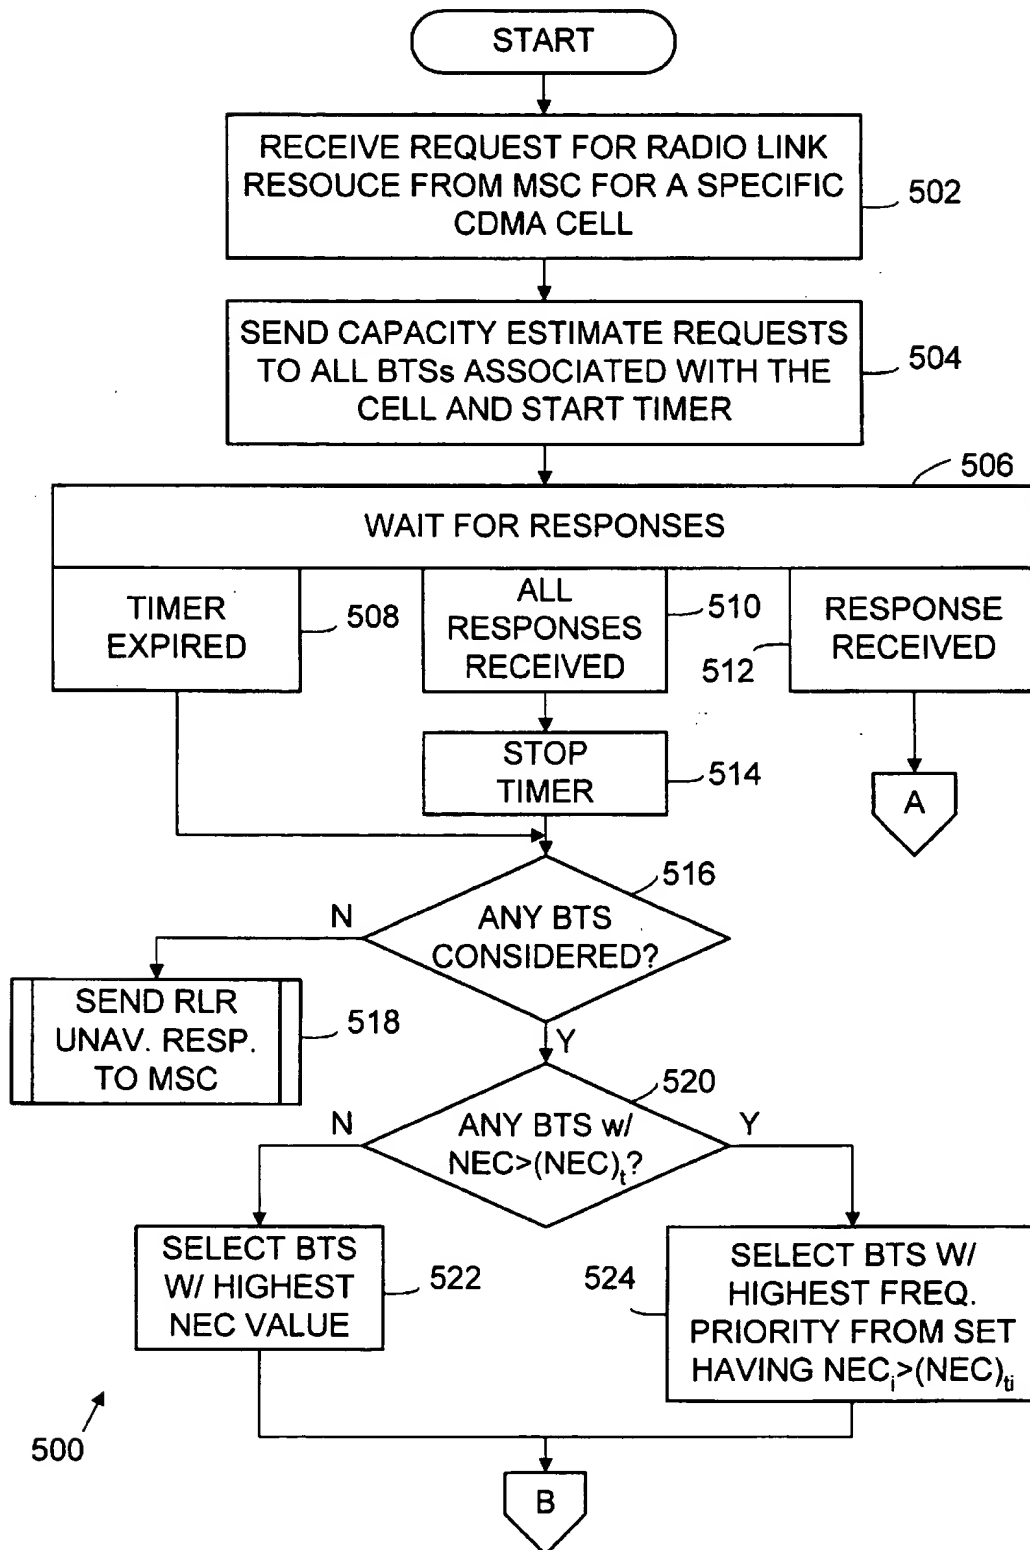 START
RECEIVE REQUEST FOR RADIO LINK
RESOUCE FROM MSC FOR A SPECIFIC
CDMA CELL
502
SEND CAPACITY ESTIMATE REQUESTS
TO ALL BTSs ASSOCIATED WITH THE
CELL AND START TIMER
504
506
WAIT FOR RESPONSES
TIMER
EXPIRED
508
ALL
RESPONSES
RECEIVED
510
512
RESPONSE
RECEIVED
STOP
TIMER
514
A
516
ANY BTS
CONSIDERED?
N
Y
SEND RLR
UNAV. RESP.
TO MSC
518
520
ANY BTS w/
NEC>(NEC)t?
N
Y
SELECT BTS
W/ HIGHEST
NEC VALUE
522
524
SELECT BTS W/
HIGHEST FREQ.
PRIORITY FROM SET
HAVING NECi>(NEC)ti
500
B